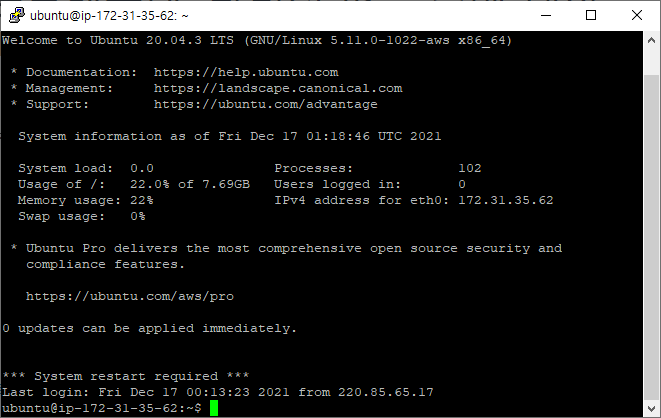 ubuntu@ip-172-31-35-62: ~
Welcome to Ubuntu 20.04.3 LTS (GNU/Linux 5.11.0-1022-aws x86_64)
* Documentation:  https://help.ubuntu.com
* Management:     https://landscape.canonical.com
* Support:        https://ubuntu.com/advantage
System information as of Fri Dec 17 01:18:46 UTC 2021
System load:  0.0               Processes:             102
Usage of /:   22.0% of 7.69GB   Users logged in:       0
Memory usage: 22%               IPv4 address for eth0: 172.31.35.62
Swap usage:   0%
* Ubuntu Pro delivers the most comprehensive open source security and
compliance features.
https://ubuntu.com/aws/pro
0 updates can be applied immediately.
*** System restart required ***
Last login: Fri Dec 17 00:13:23 2021 from 220.85.65.17
ubuntu@ip-172-31-35-62:~$